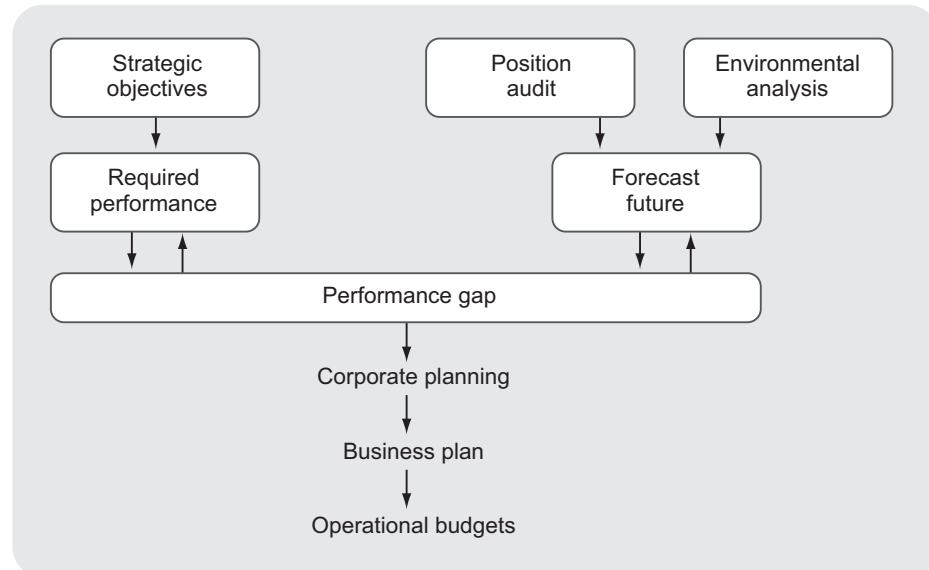 Strategic
objectives
Position
audit
Environmental
analysis
Required
performance
Forecast
future
Performance gap
Corporate planning
Business plan
Operational budgets